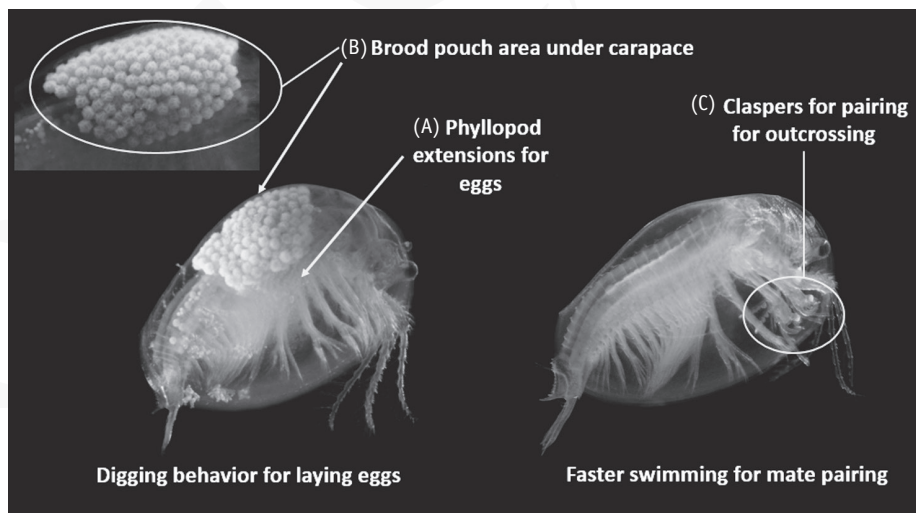 (B) Brood pouch area under carapace
(A) Phyllopod
extensions for
eggs
(C) Claspers for pairing
for outcrossing
Digging behavior for laying eggs
Faster swimming for mate pairing